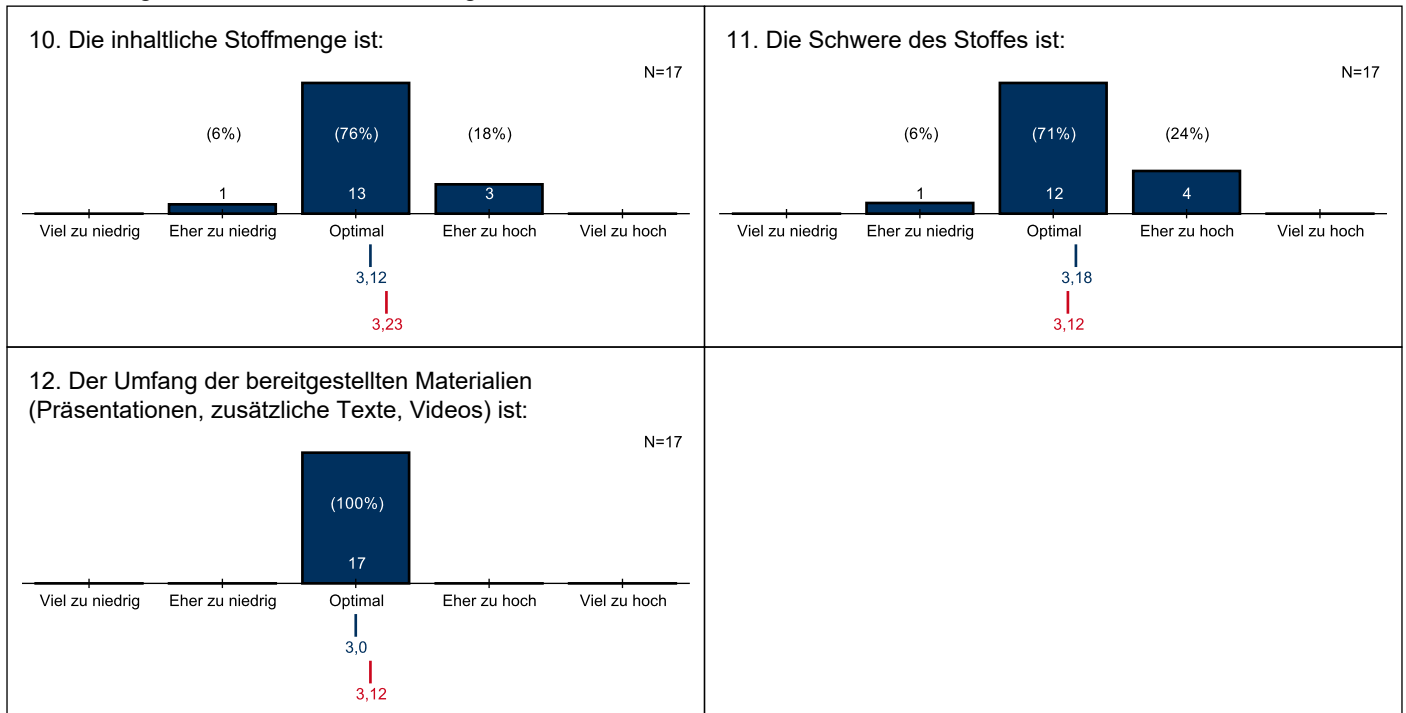 10. Die inhaltliche Stoffmenge ist:
N=17
(6%) (76%) (18%)
1 13 3
Viel zu niedrig Eher zu niedrig Optimal Eher zu hoch Viel zu hoch
3,12
3,23
11. Die Schwere des Stoffes ist:
N=17
(6%) (71%) (24%)
1 12 4
Viel zu niedrig Eher zu niedrig Optimal Eher zu hoch Viel zu hoch
3,18
3,12
12. Der Umfang der bereitgestellten Materialien
(Präsentationen, zusätzliche Texte, Videos) ist:
N=17
(100%)
17
Viel zu niedrig Eher zu niedrig Optimal Eher zu hoch Viel zu hoch
3,0
3,12